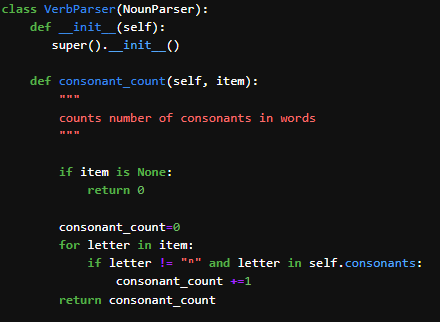 class VerbParser(NounParser):
    def __init__(self):
        super().__init__()

    def consonant_count(self, item):
        """
        counts number of consonants in words
        """

        if item is None:
            return 0

        consonant_count=0
        for letter in item:
            if letter != "ⁿ" and letter in self.consonants:
                consonant_count +=1
        return consonant_count